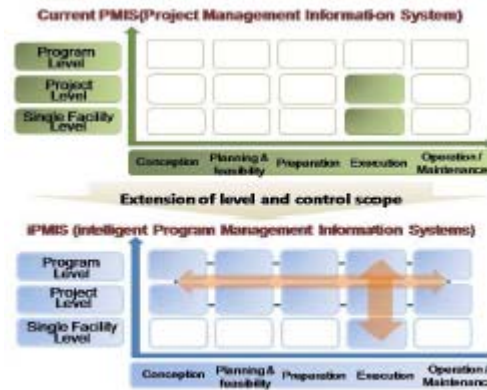 Current PMIS(Project Management Information System)
Program
Level
Project
Level
Single Facility
Level
Conception
Planning &
feasibility
Preparation
Execution
Operation /
Maintenance
Extension of level and control scope
iPMIS (intelligent Program Management Information Systems)
Program
Level
Project
Level
Single Facility
Level
Conception
Planning &
feasibility
Preparation
Execution
Operation /
Maintenance